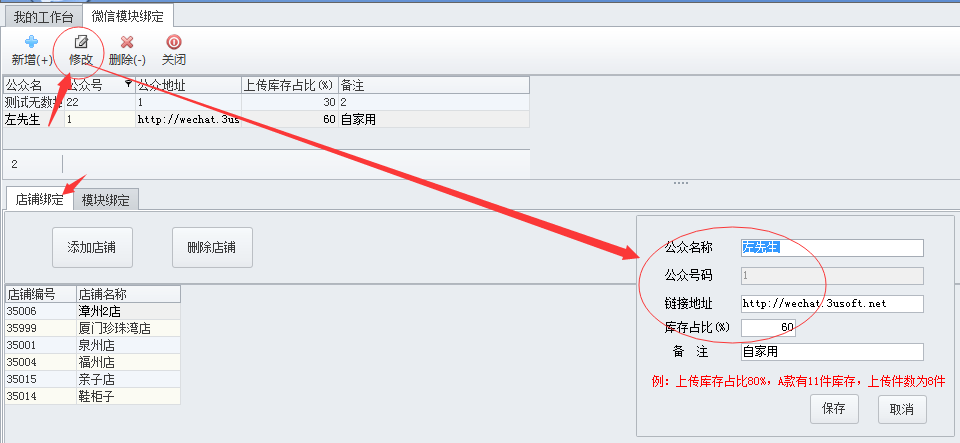 我的工作台 微信模块绑定
新增(+) 修改 删除(-) 关闭
公众名 公众号 公众地址 上传库存占比(%) 备注
测试无数 22 1 30 2
左先生 1 http://wechat.3us 60 自家用
2
店铺绑定 模块绑定
添加店铺 删除店铺
店铺编号 店铺名称
35006 漳州2店
35999 厦门珍珠湾店
35001 泉州店
35004 福州店
35015 亲子店
35014 鞋柜子
公众名称 左先生
公众号码 1
链接地址 http://wechat.3usoft.net
库存占比(%) 60
备 注 自家用
例：上传库存占比80%，A款有11件库存，上传件数为8件
保存 取消